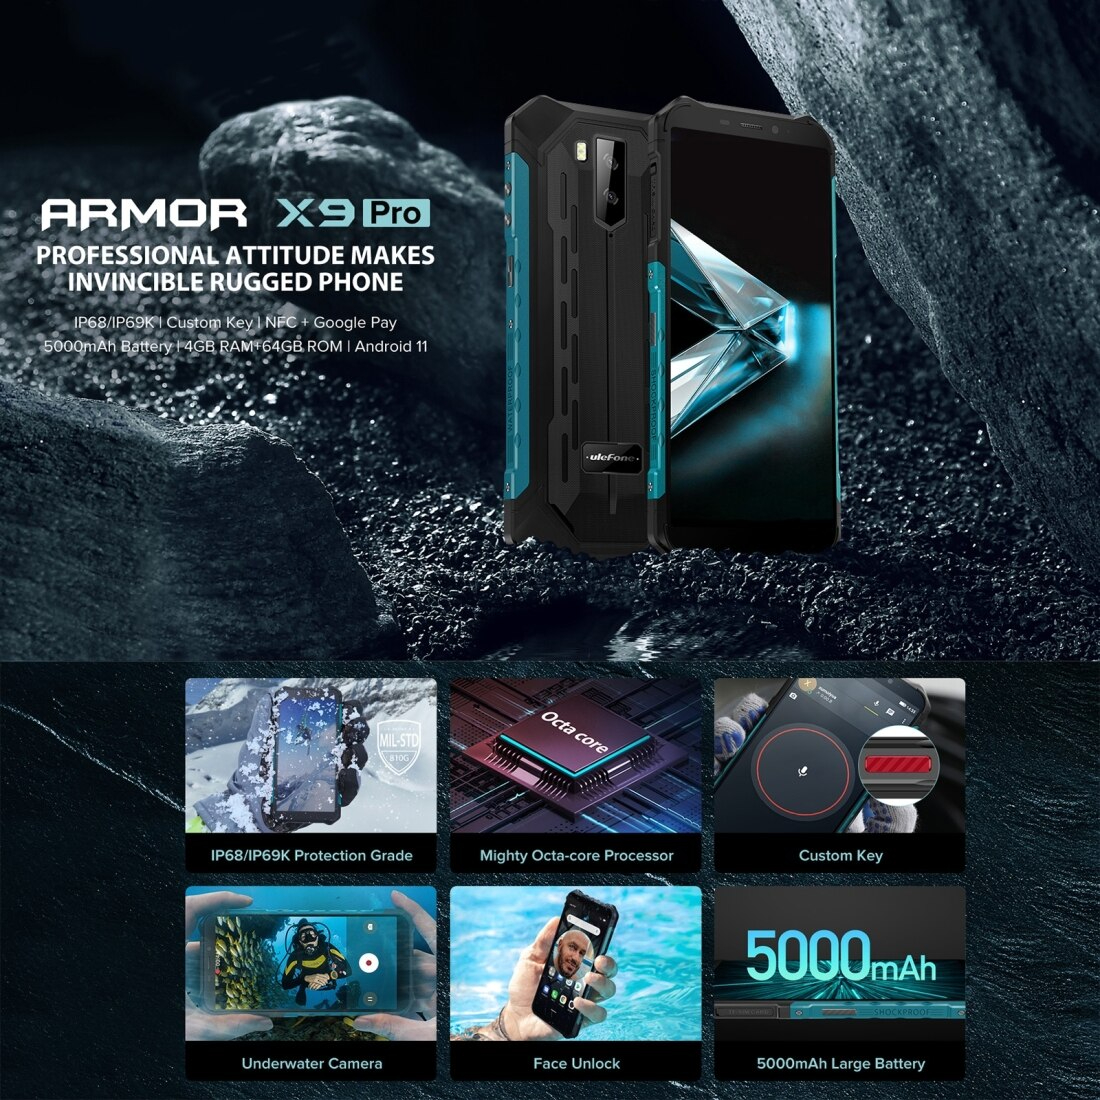 ARMOR X9 Pro
PROFESSIONAL ATTITUDE MAKES
INVINCIBLE RUGGED PHONE
IP68/IP69K | Custom Key | NFC + Google Pay
5000mAh Battery | 4GB RAM+64GB ROM | Android 11
WATERPROOF
SHOCKPROOF
uleFone
MIL-STD
810G
IP68/IP69K Protection Grade
Octa core
Mighty Octa-core Processor
Custom Key
Underwater Camera
Face Unlock
5000mAh
SHOCKPROOF
5000mAh Large Battery